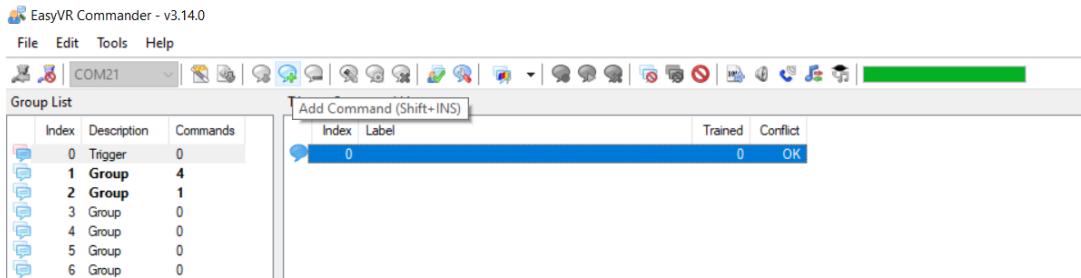 EasyVR Commander - v3.14.0
File Edit Tools Help
COM21
Group List
Add Command (Shift+INS)
Index Description Commands
Index Label Trained Conflict
0 Trigger 0
0 0 OK
1 Group 4
2 Group 1
3 Group 0
4 Group 0
5 Group 0
6 Group 0